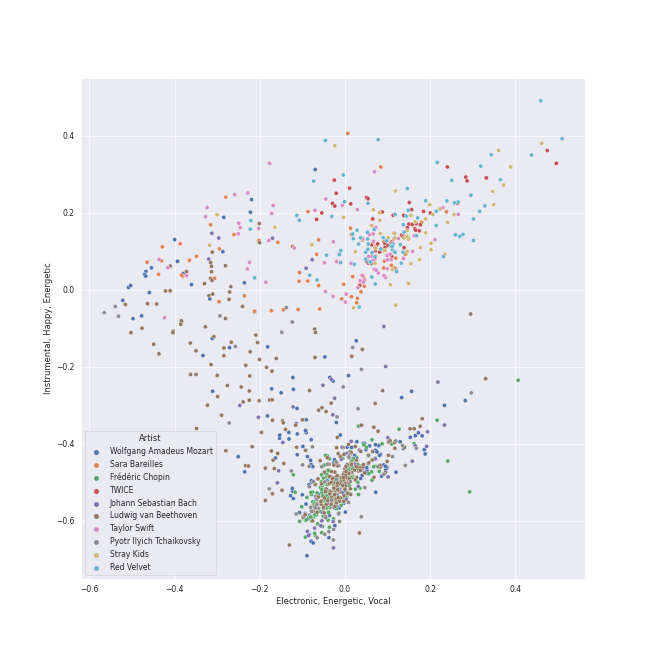 0.4
0.2
0.0
−0.2
−0.4
−0.6
Instrumental, Happy, Energetic
Artist
Wolfgang Amadeus Mozart
Sara Bareilles
Frédéric Chopin
TWICE
Johann Sebastian Bach
Ludwig van Beethoven
Taylor Swift
Pyotr Ilyich Tchaikovsky
Stray Kids
Red Velvet
−0.6 −0.4 −0.2 0.0 0.2 0.4
Electronic, Energetic, Vocal